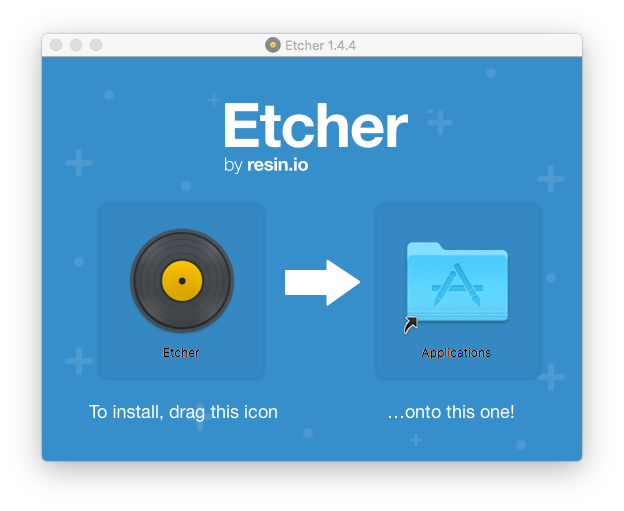 Etcher 1.4.4
Etcher
by resin.io
Etcher
Applications
To install, drag this icon
...onto this one!